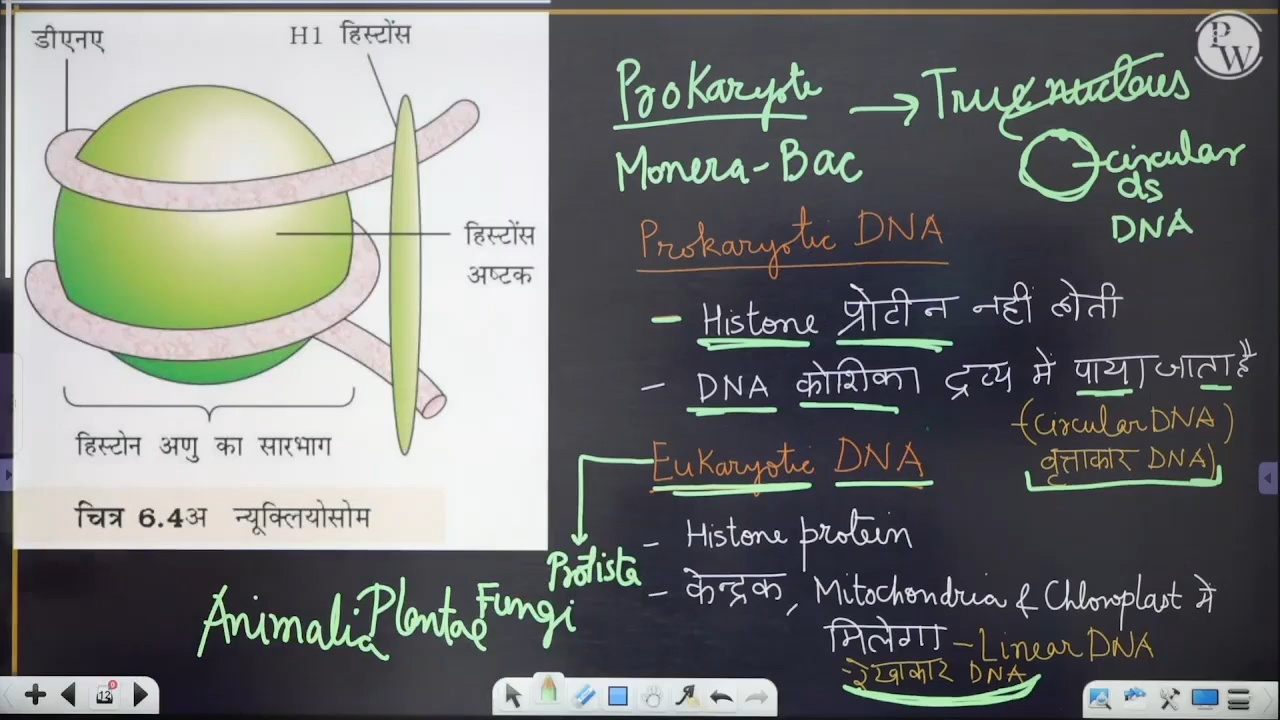 डीएनए
H1 हिस्टोंस
हिस्टोंस
अष्टक
हिस्टोन अणु का सारभाग
चित्र 6.4अ न्यूक्लियोसोम
PW
Prokaryote → True nucleus
Monera-Bac
circular
ds
DNA
Prokaryotic DNA
- Histone प्रोटीन नही होती
- DNA कोशिका द्रव्य में पाया जाता है
(Circular DNA)
वृत्ताकार DNA)
Eukaryotic DNA
- Histone protein
- केन्द्रक, Mitochondria & Chloroplast में
मिलेगा - Linear DNA
- रेखाकार DNA
Protista
Fungi
Plantae
Animalia
12